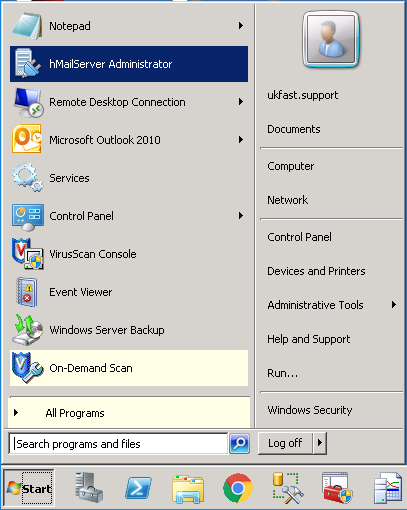 Notepad
hMailServer Administrator
Remote Desktop Connection
Microsoft Outlook 2010
Services
Control Panel
VirusScan Console
Event Viewer
Windows Server Backup
On-Demand Scan
All Programs
Search programs and files
ukfast.support
Documents
Computer
Network
Control Panel
Devices and Printers
Administrative Tools
Help and Support
Run...
Windows Security
Log off
Start